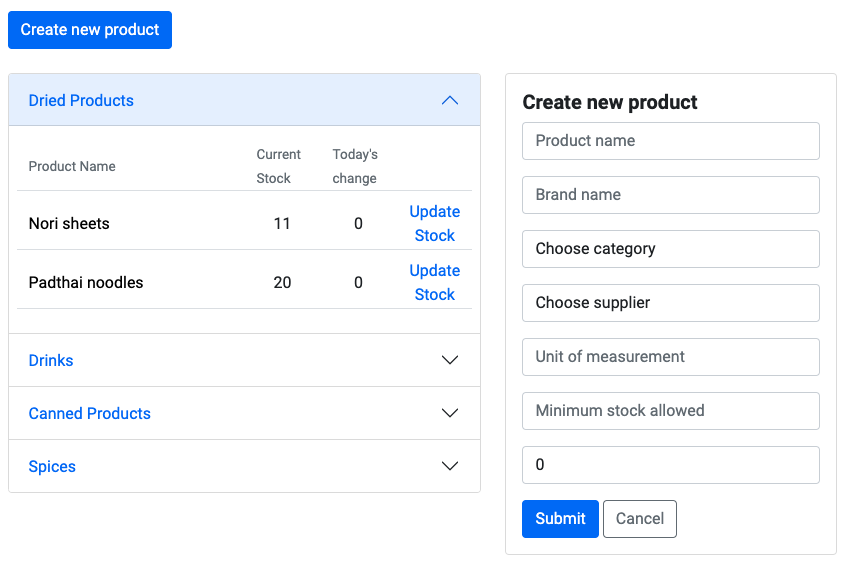 Create new product
Dried Products
Product Name
Current
Stock
Today's
change
Nori sheets
11
0
Update
Stock
Padthai noodles
20
0
Update
Stock
Drinks
Canned Products
Spices
Create new product
Product name
Brand name
Choose category
Choose supplier
Unit of measurement
Minimum stock allowed
0
Submit
Cancel